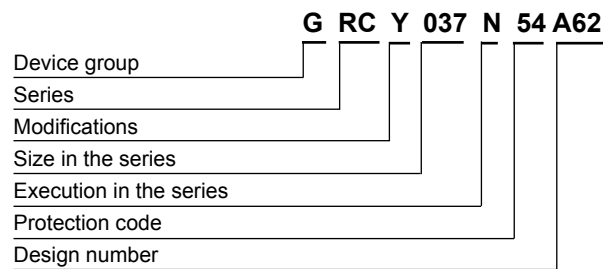 G RC Y 037 N 54 A62
Device group
Series
Modifications
Size in the series
Execution in the series
Protection code
Design number